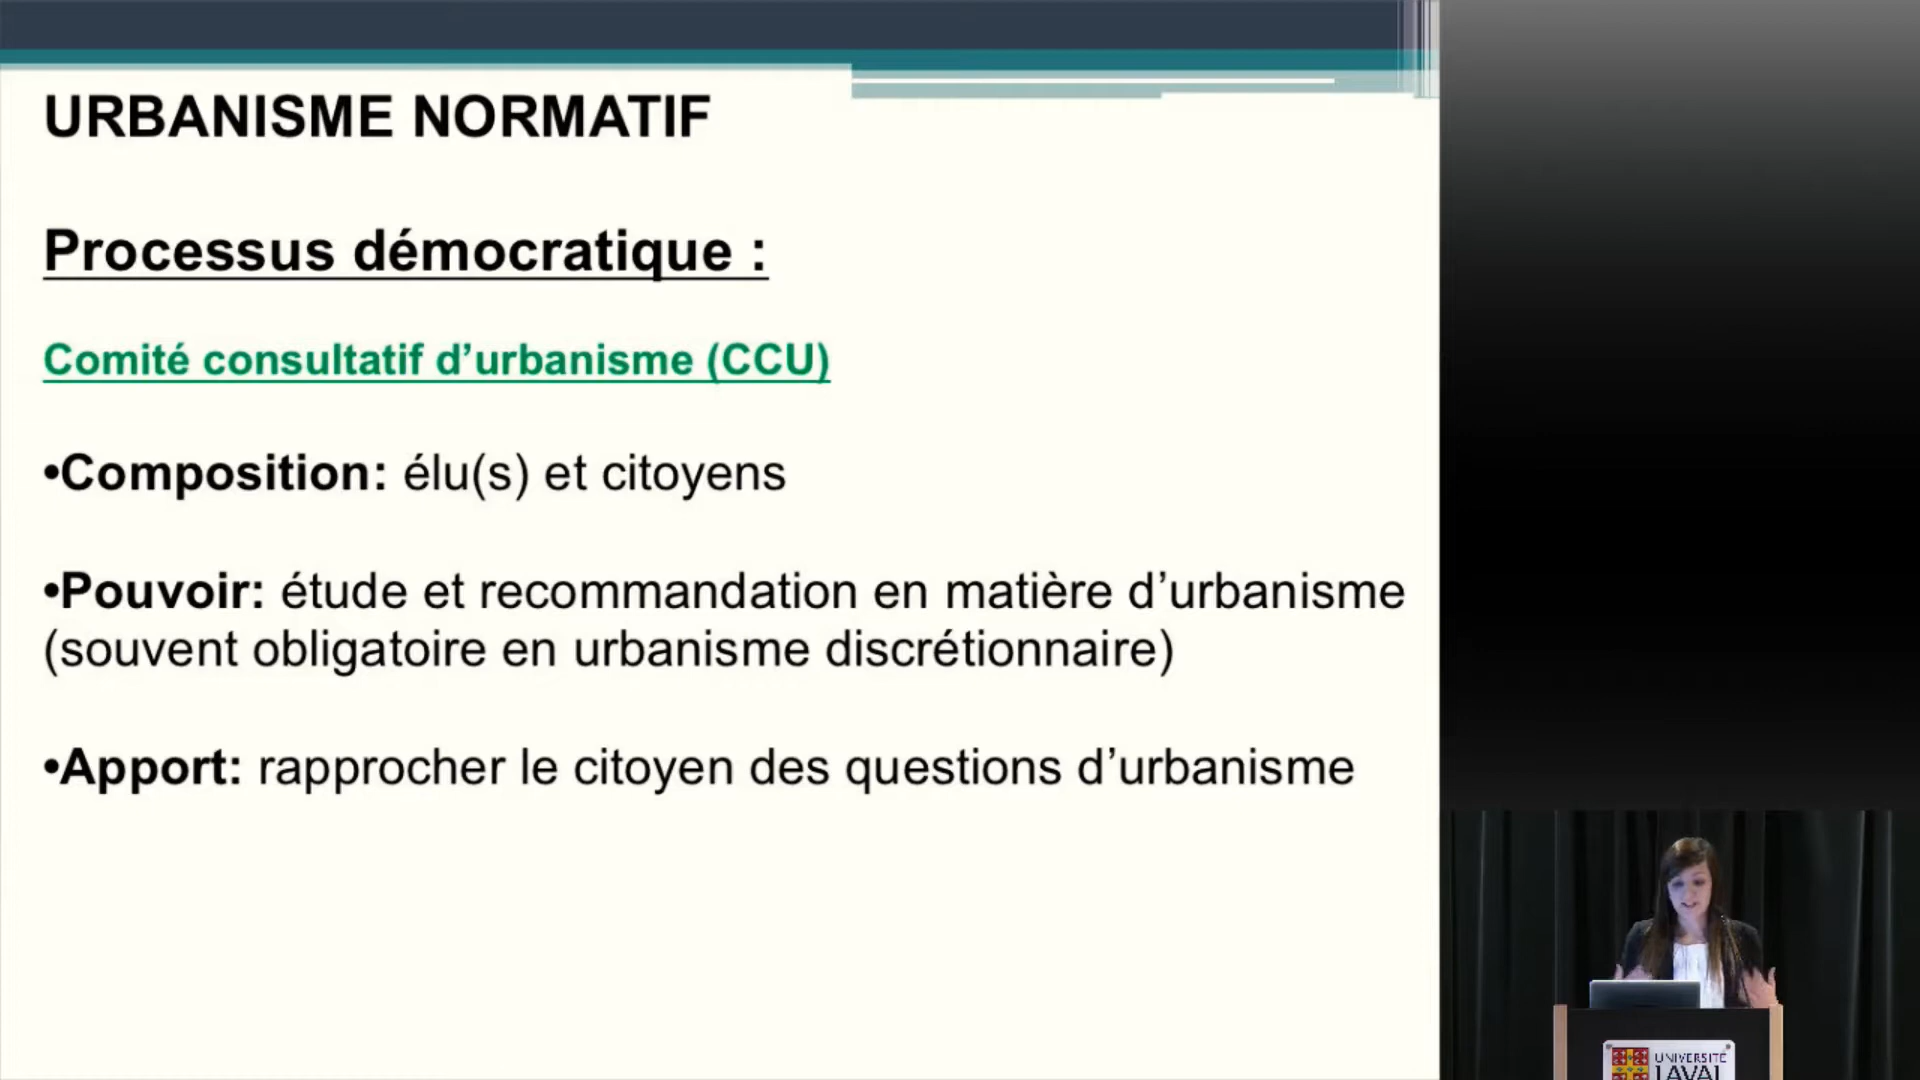 URBANISME NORMATIF
Processus démocratique :
Comité consultatif d’urbanisme (CCU)
•Composition: élu(s) et citoyens
•Pouvoir: étude et recommandation en matière d’urbanisme
(souvent obligatoire en urbanisme discrétionnaire)
•Apport: rapprocher le citoyen des questions d’urbanisme
UNIVERSITÉ
LAVAL